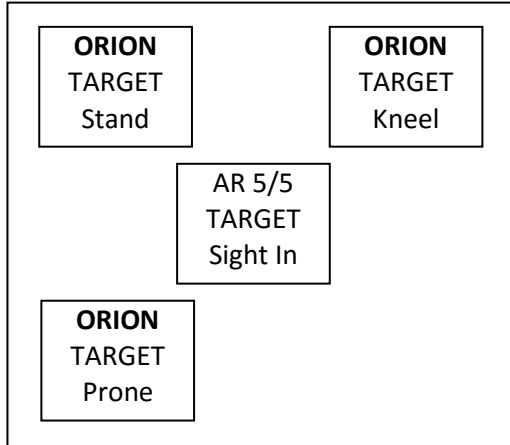 ORION
TARGET
Stand
ORION
TARGET
Kneel
AR 5/5
TARGET
Sight In
ORION
TARGET
Prone